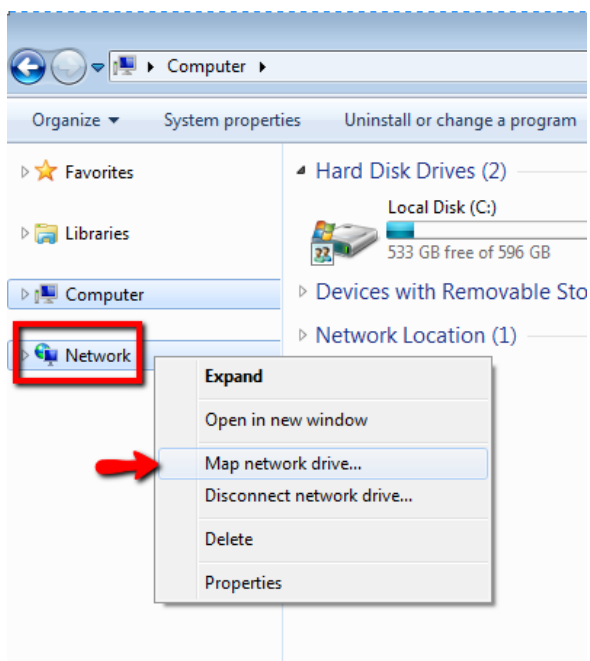 Computer
Organize
System properties
Uninstall or change a program
Favorites
Libraries
Computer
Network
Hard Disk Drives (2)
Local Disk (C:)
533 GB free of 596 GB
Devices with Removable Sto
Network Location (1)
Expand
Open in new window
Map network drive...
Disconnect network drive...
Delete
Properties